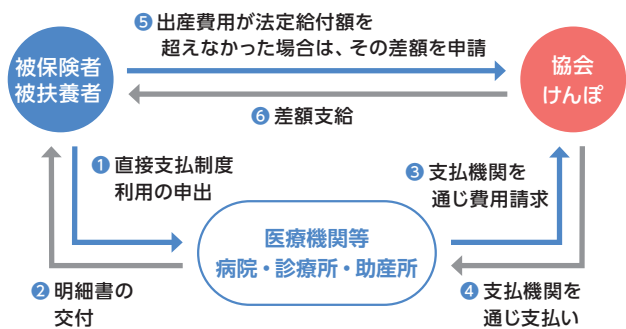 ❺ 出産費用が法定給付額を
超えなかった場合は、その差額を申請
被保険者
被扶養者
協会
けんぽ
❻ 差額支給
❶ 直接支払制度
利用の申出
❸ 支払機関を
通じ費用請求
医療機関等
病院・診療所・助産所
❷ 明細書の
交付
❹ 支払機関を
通じ支払い